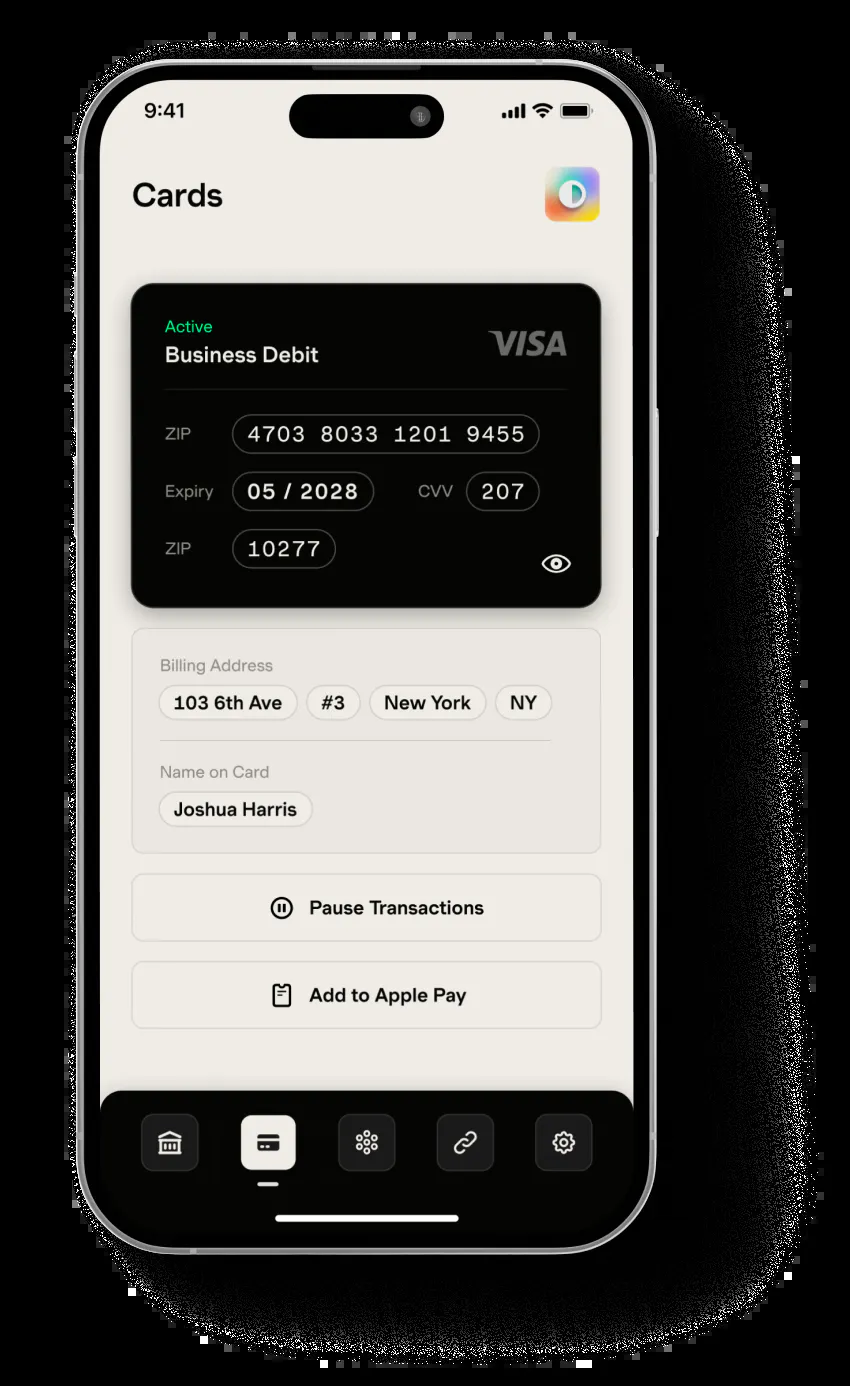 9:41
Cards
Active
Business Debit
VISA
ZIP 4703 8033 1201 9455
Expiry 05 / 2028 CVV 207
ZIP 10277
Billing Address
103 6th Ave #3 New York NY
Name on Card
Joshua Harris
Pause Transactions
Add to Apple Pay